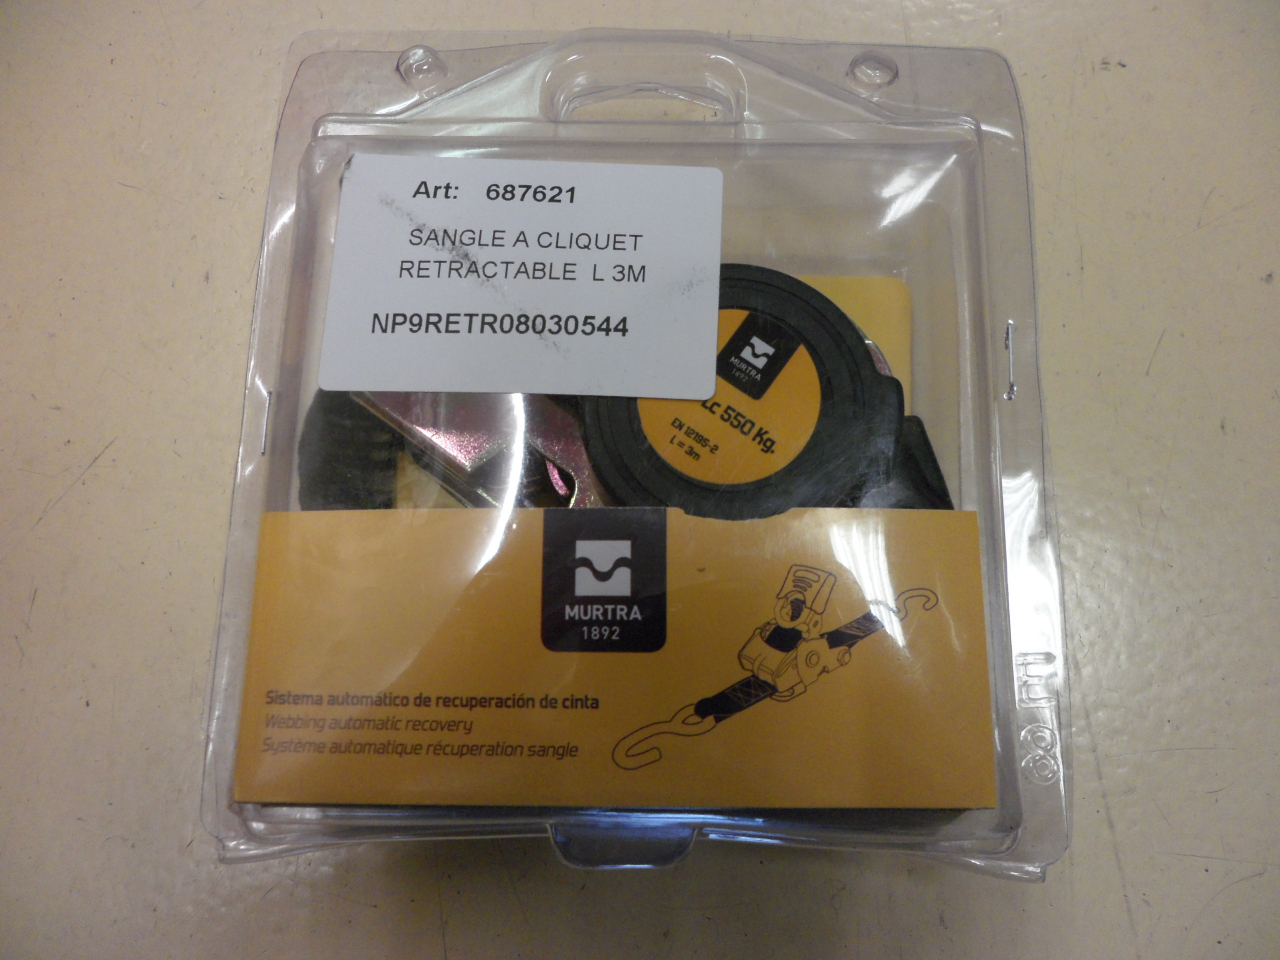 Art: 687621
SANGLE A CLIQUET
RETRACTABLE L 3M
NP9RETR08030544
MURTRA
1892
Lc 550 Kg.
EN 12195-2
L = 3m
MURTRA
1892
Sistema automático de recuperación de cinta
Webbing automatic recovery
Système automatique récuperation sangle